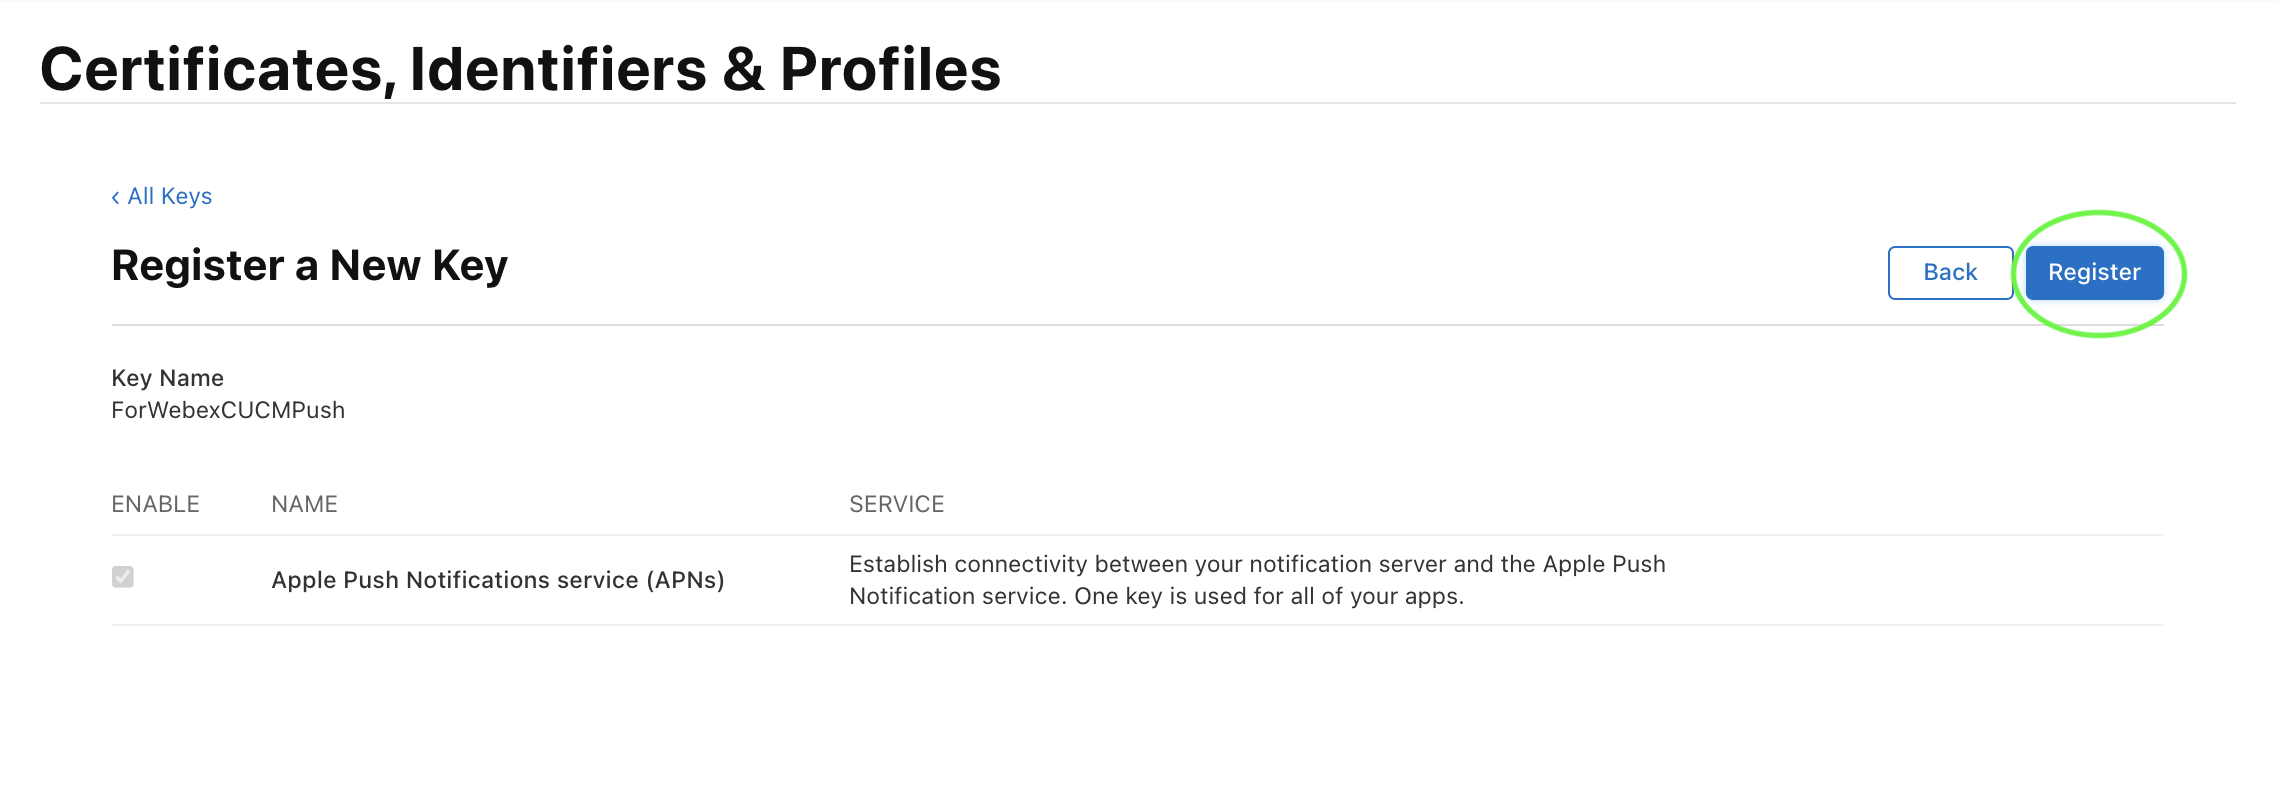 Certificates, Identifiers & Profiles
‹ All Keys
Register a New Key
Back
Register
Key Name
ForWebexCUCMPush
ENABLE NAME SERVICE
Apple Push Notifications service (APNs)
Establish connectivity between your notification server and the Apple Push
Notification service. One key is used for all of your apps.